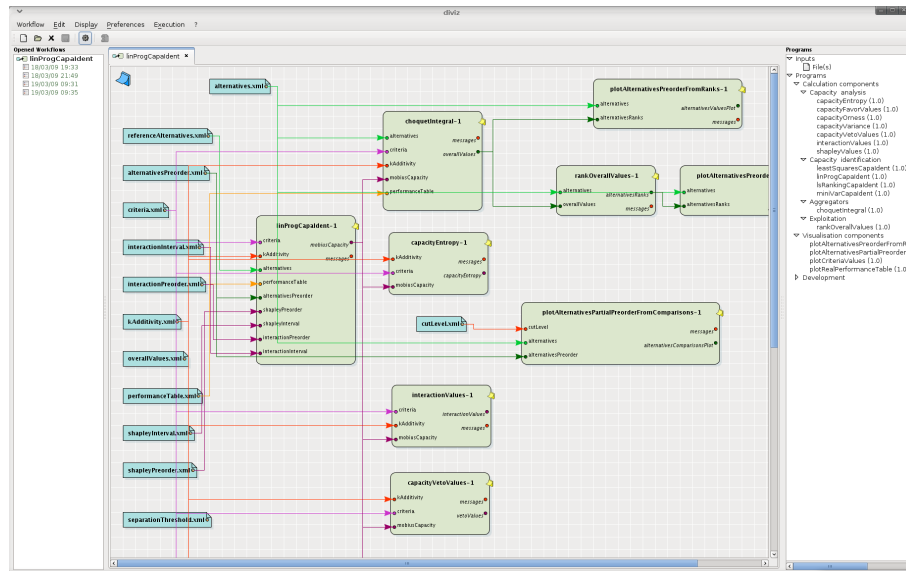 diviz
Workflow Edit Display Preferences Execution ?
Opened Workflows
linProgCapaIdent
18/03/09 19:33
18/03/09 21:49
19/03/09 09:31
19/03/09 09:35
linProgCapaIdent
alternatives.xml
referenceAlternatives.xml
alternativesPreorder.xml
criteria.xml
interactionInterval.xml
interactionPreorder.xml
kAdditivity.xml
overallValues.xml
performanceTable.xml
shapleyInterval.xml
shapleyPreorder.xml
separationThreshold.xml
linProgCapaIdent-1
criteria
mobiusCapacity
kAdditivity
messages
alternatives
performanceTable
alternativesPreorder
shapleyPreorder
shapleyInterval
interactionPreorder
interactionInterval
choquetIntegral-1
alternatives
messages
criteria
overallValues
kAdditivity
mobiusCapacity
performanceTable
capacityEntropy-1
kAdditivity
messages
criteria
capacityEntropy
mobiusCapacity
cutLevel.xml
interactionValues-1
criteria
interactionValues
kAdditivity
messages
mobiusCapacity
capacityVetoValues-1
kAdditivity
messages
criteria
vetoValues
mobiusCapacity
plotAlternativesPreorderFromRanks-1
alternatives
alternativesValuesPlot
alternativesRanks
messages
rankOverallValues-1
alternatives
alternativesRanks
overallValues
messages
plotAlternativesPreorde
alternatives
alternativesRanks
plotAlternativesPartialPreorderFromComparisons-1
cutLevel
messages
alternatives
alternativesComparisonsPlot
alternativesPreorder
Programs
Inputs
File(s)
Programs
Calculation components
Capacity analysis
capacityEntropy (1.0)
capacityFavorValues (1.0)
capacityOrness (1.0)
capacityVariance (1.0)
capacityVetoValues (1.0)
interactionValues (1.0)
shapleyValues (1.0)
Capacity identification
leastSquaresCapaIdent (1.0)
linProgCapaIdent (1.0)
lsRankingCapaIdent (1.0)
miniVarCapaIdent (1.0)
Aggregators
choquetIntegral (1.0)
Exploitation
rankOverallValues (1.0)
Visualisation components
plotAlternativesPreorderFromR
plotAlternativesPartialPreorder
plotCriteriaValues (1.0)
plotRealPerformanceTable (1.0
Development